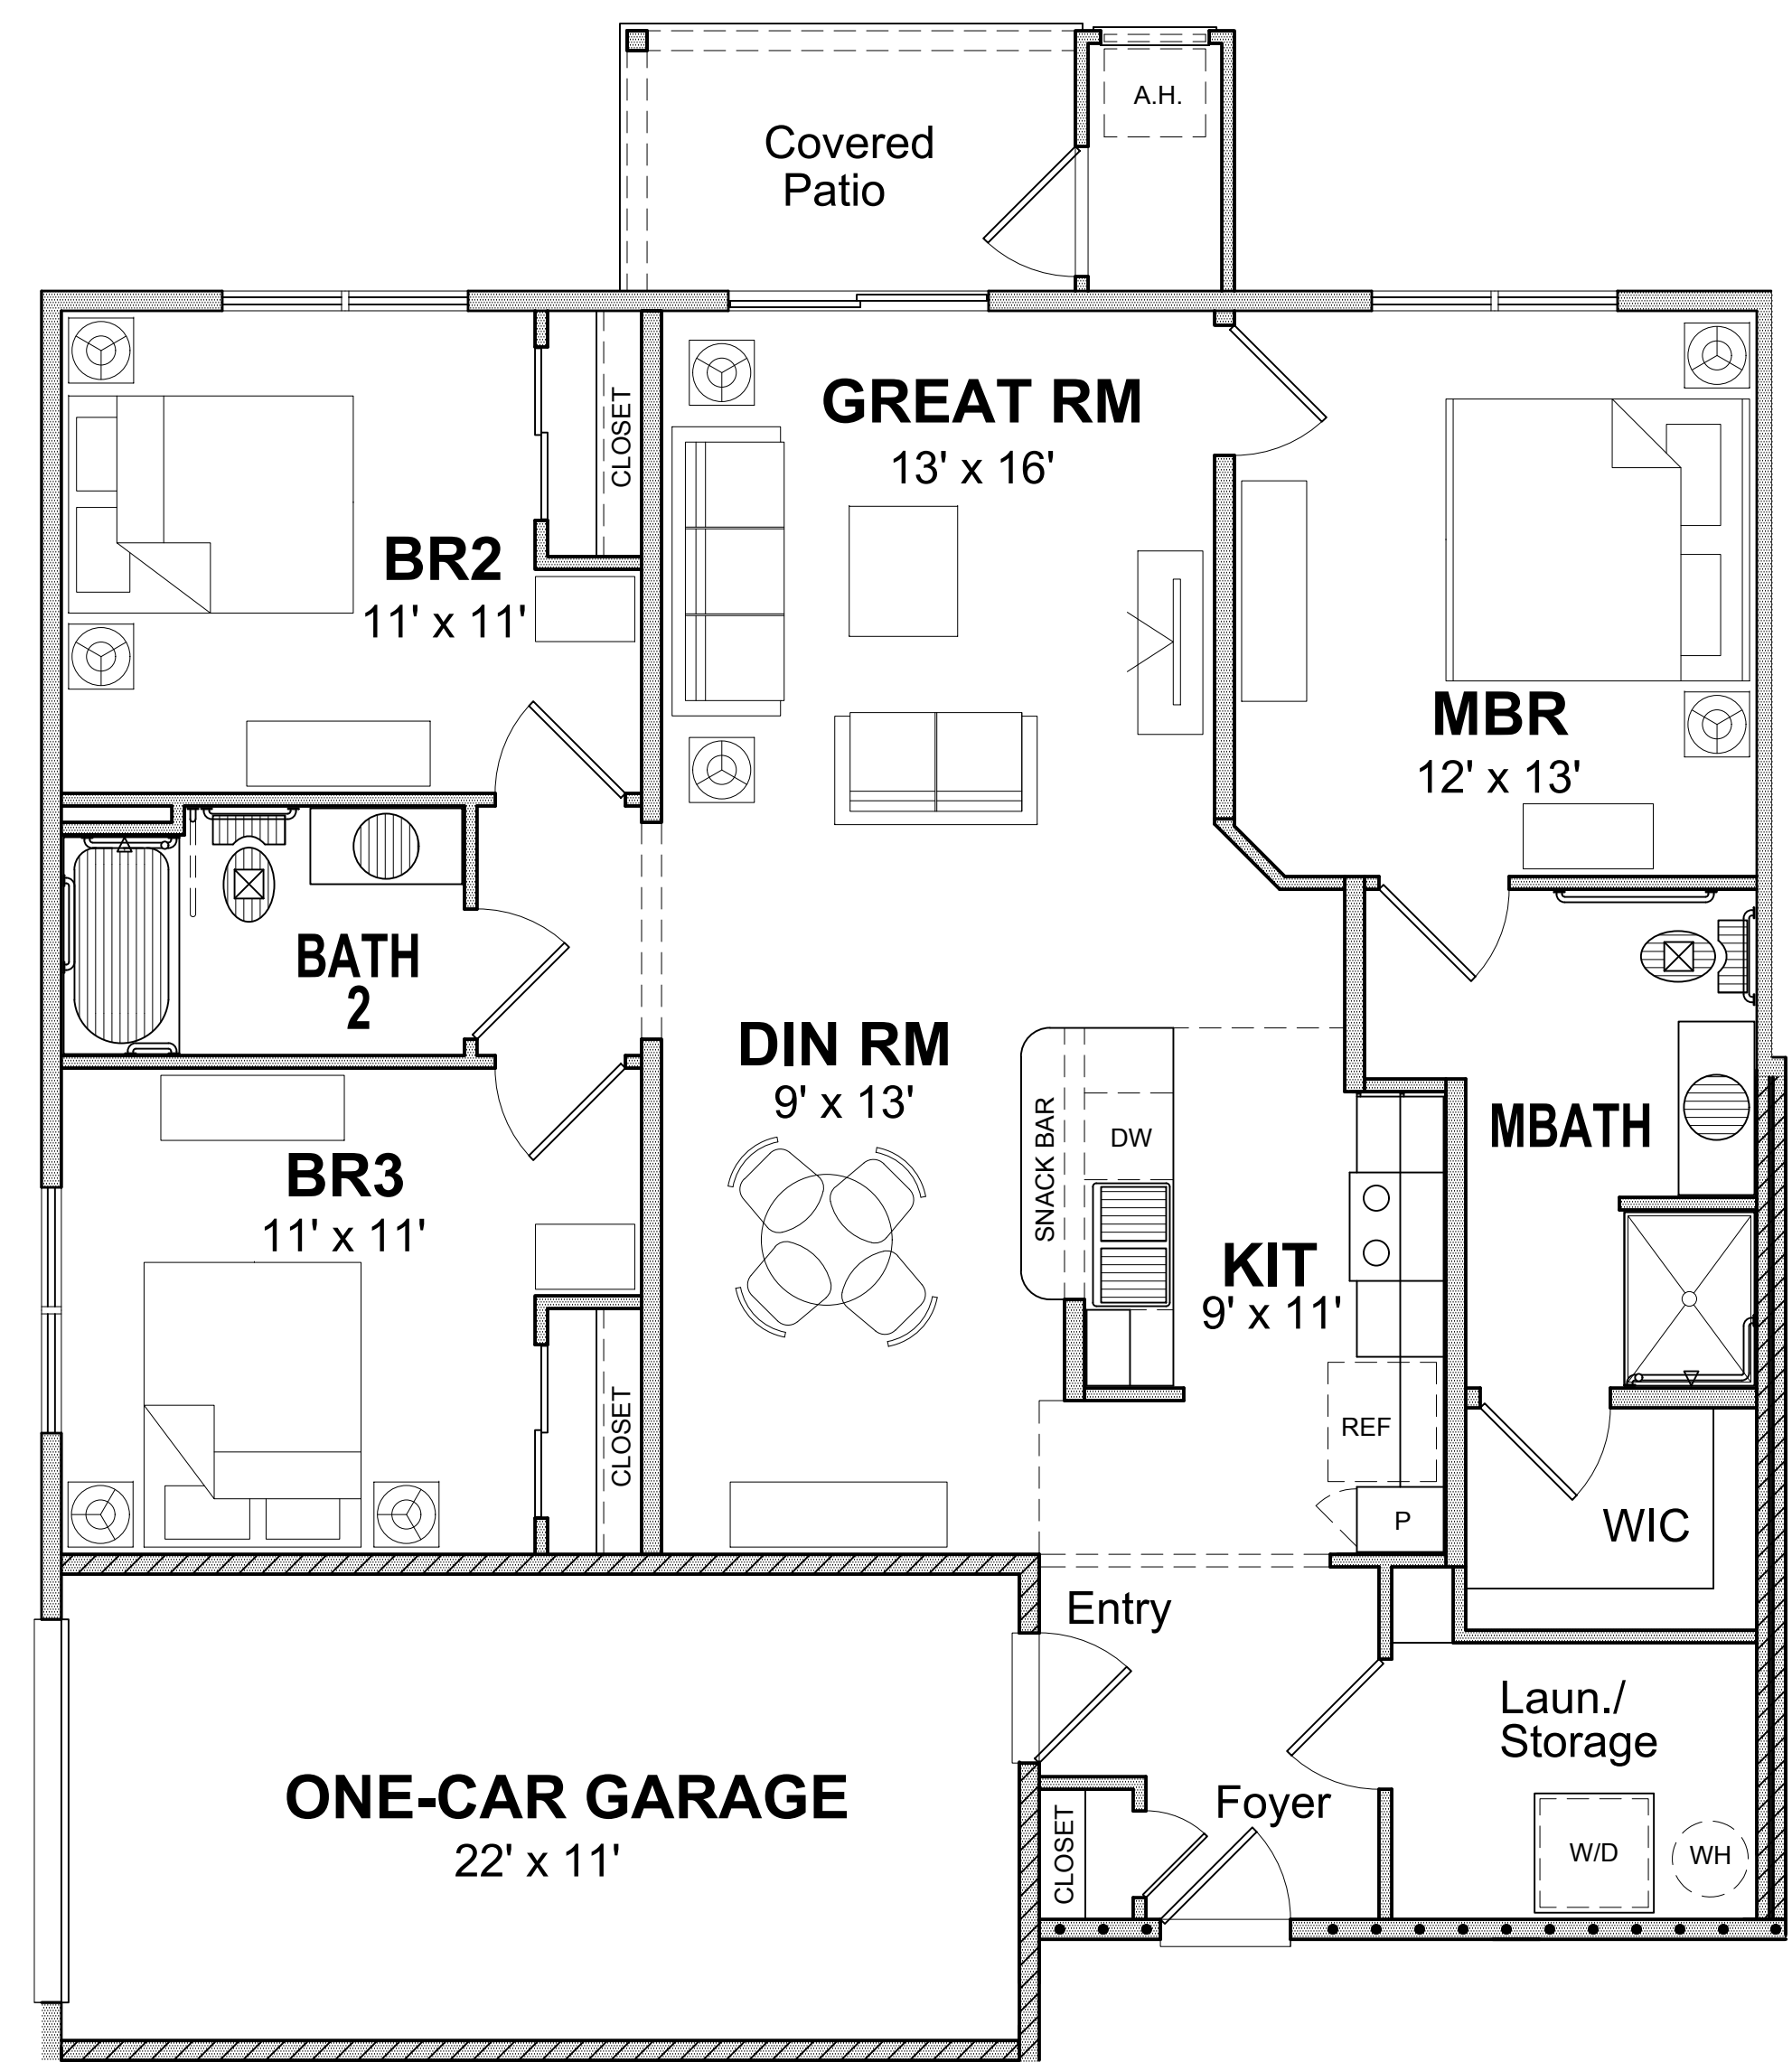 A.H.
Covered
Patio
GREAT RM
13' x 16'
CLOSET
BR2
11' x 11'
MBR
12' x 13'
BATH
2
DIN RM
9' x 13'
SNACK BAR
DW
MBATH
BR3
11' x 11'
KIT
9' x 11'
CLOSET
REF
P
WIC
Entry
Laun./
Storage
ONE-CAR GARAGE
22' x 11'
Foyer
CLOSET
W/D
WH